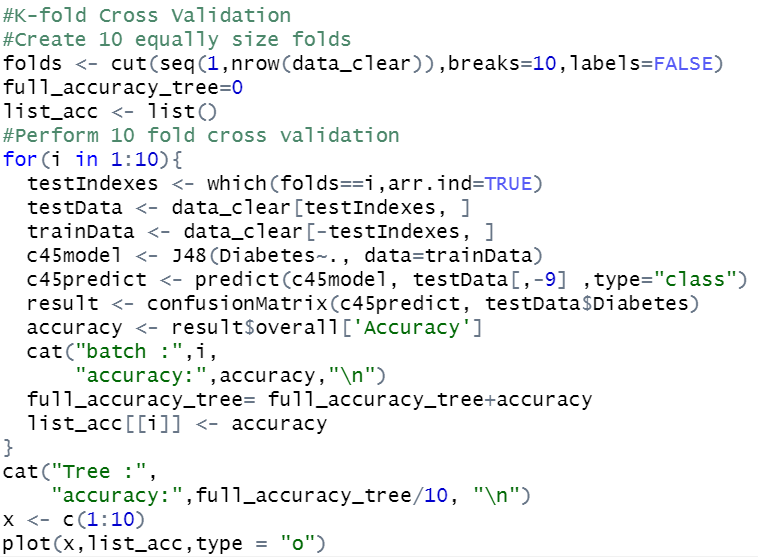 #K-fold Cross Validation
#Create 10 equally size folds
folds <- cut(seq(1,nrow(data_clear)),breaks=10,labels=FALSE)
full_accuracy_tree=0
list_acc <- list()
#Perform 10 fold cross validation
for(i in 1:10){
  testIndexes <- which(folds==i,arr.ind=TRUE)
  testData <- data_clear[testIndexes, ]
  trainData <- data_clear[-testIndexes, ]
  c45model <- J48(Diabetes~., data=trainData)
  c45predict <- predict(c45model, testData[,-9] ,type="class")
  result <- confusionMatrix(c45predict, testData$Diabetes)
  accuracy <- result$overall['Accuracy']
  cat("batch :",i,
      "accuracy:",accuracy,"\n")
  full_accuracy_tree= full_accuracy_tree+accuracy
  list_acc[[i]] <- accuracy
}
cat("Tree :",
    "accuracy:",full_accuracy_tree/10, "\n")
x <- c(1:10)
plot(x,list_acc,type = "o")